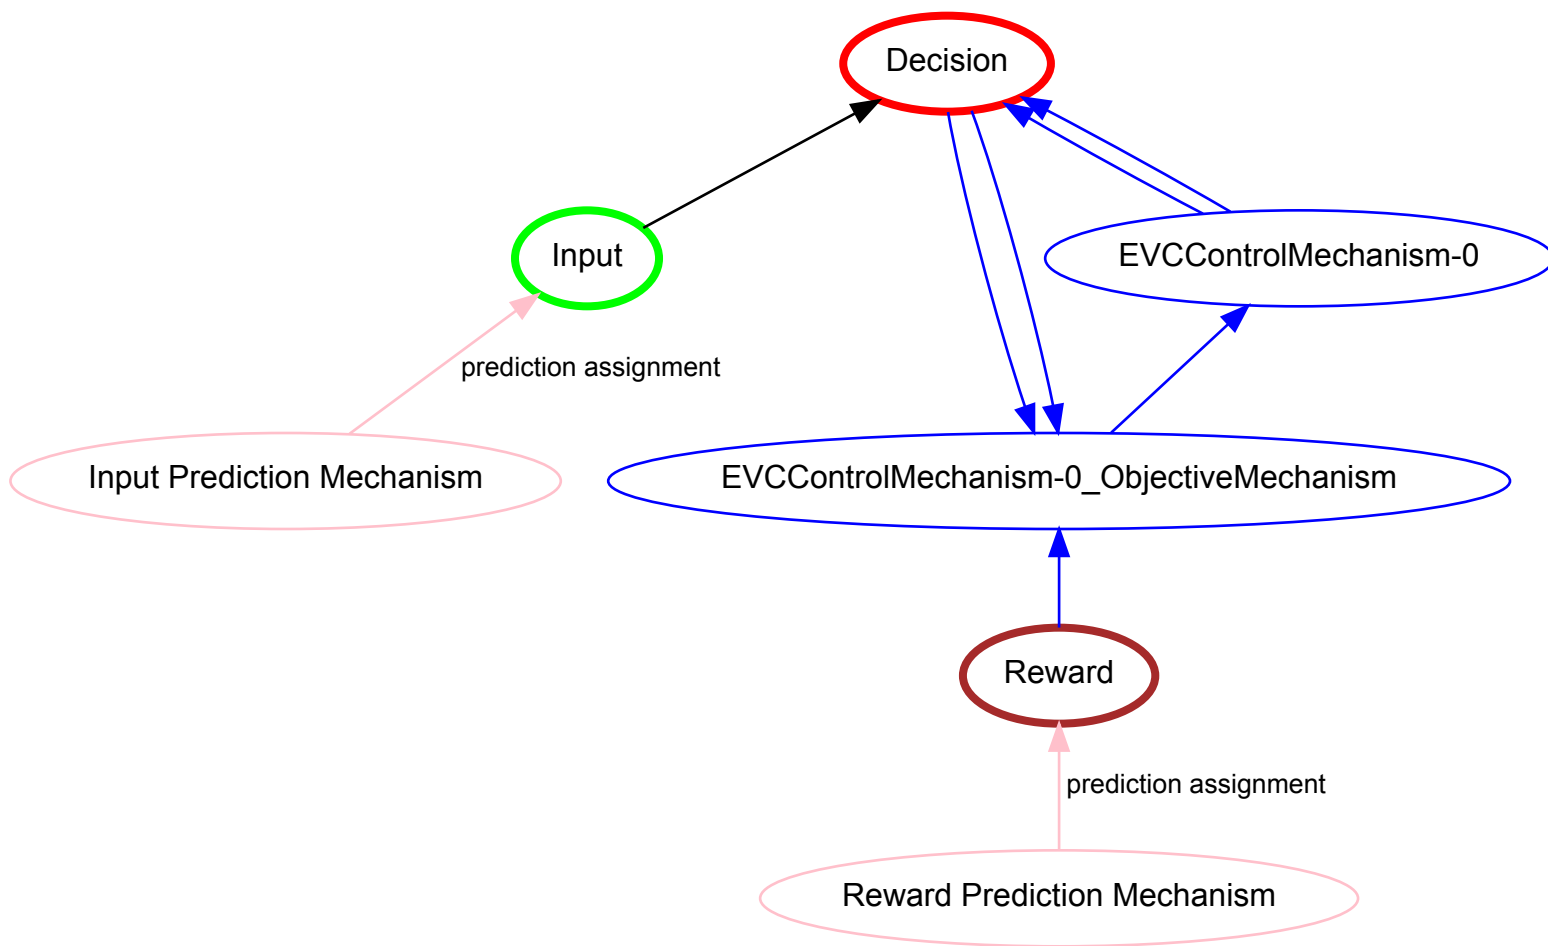 Decision
Input
EVCControlMechanism-0
prediction assignment
Input Prediction Mechanism
EVCControlMechanism-0_ObjectiveMechanism
Reward
prediction assignment
Reward Prediction Mechanism